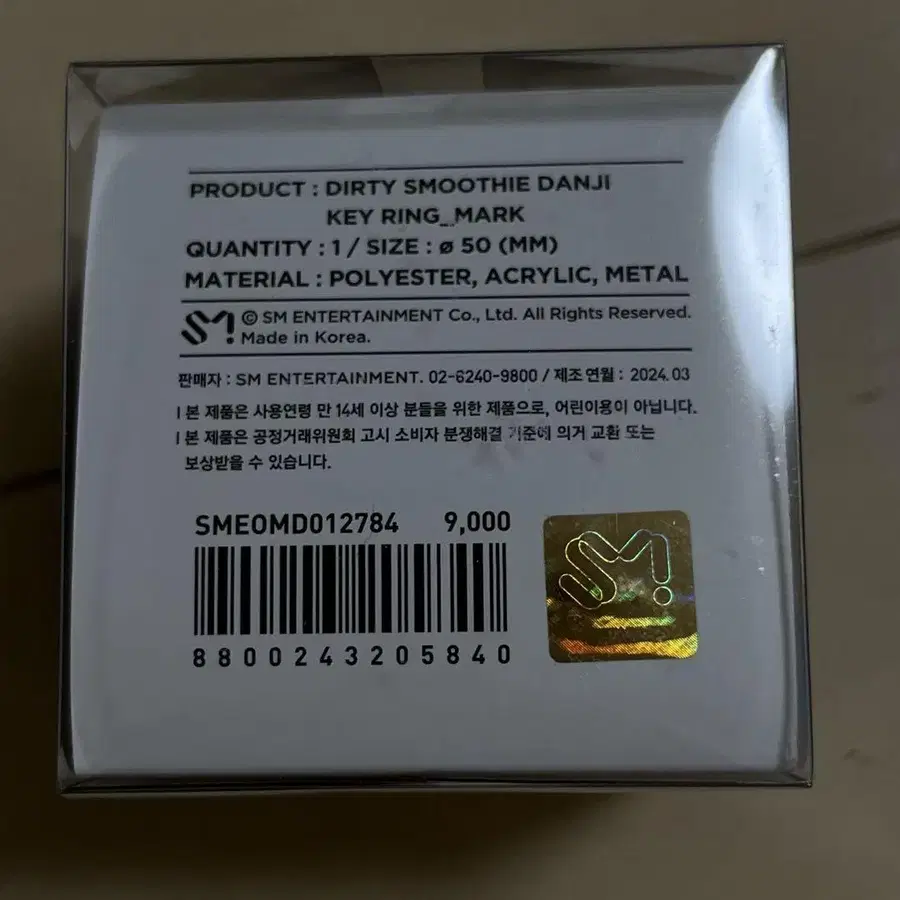 PRODUCT : DIRTY SMOOTHIE DANJI
KEY RING_MARK
QUANTITY : 1 / SIZE : ø 50 (MM)
MATERIAL : POLYESTER, ACRYLIC, METAL
SM! © SM ENTERTAINMENT Co., Ltd. All Rights Reserved.
Made in Korea.
판매자 : SM ENTERTAINMENT. 02-6240-9800 / 제조연월 : 2024.03
I 본 제품은 사용연령 만 14세 이상 분들을 위한 제품으로, 어린이용이 아닙니다.
I 본 제품은 공정거래위원회 고시 소비자 분쟁해결 기준에 의거 교환 또는
보상받을 수 있습니다.
SMEOMD012784 9,000
8800243205840
SM!